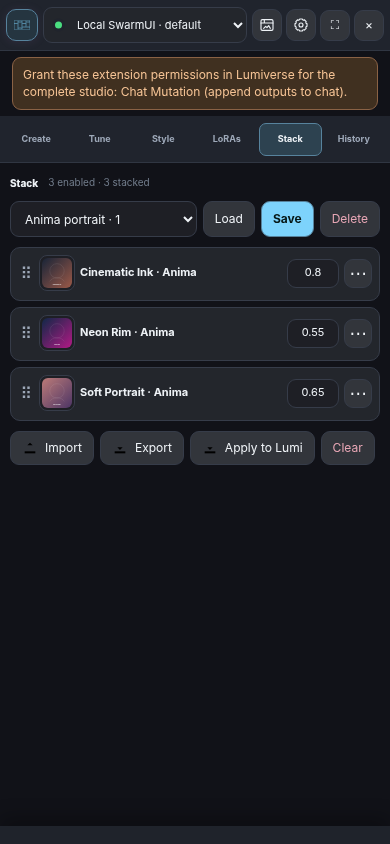 Local SwarmUI · default
Grant these extension permissions in Lumiverse for the
complete studio: Chat Mutation (append outputs to chat).
Create Tune Style LoRAs Stack History
Stack 3 enabled · 3 stacked
Anima portrait · 1 Load Save Delete
Cinematic Ink · Anima 0.8
Neon Rim · Anima 0.55
Soft Portrait · Anima 0.65
Import Export Apply to Lumi Clear